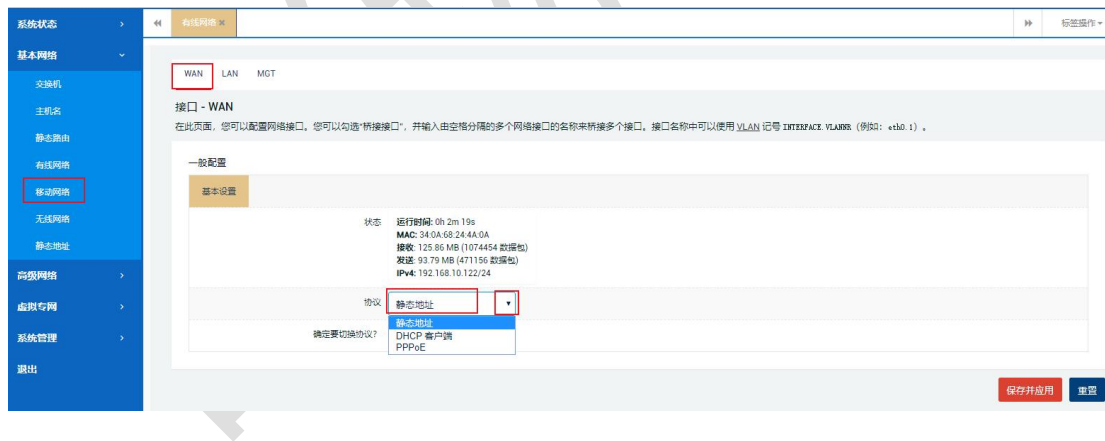 系统状态
基本网络
交换机
主机名
静态路由
有线网络
移动网络
无线网络
静态地址
高级网络
虚拟专网
系统管理
退出
有线网络
标签操作
WAN LAN MGT
接口 - WAN
在此页面，您可以配置网络接口。您可以勾选“桥接接口”，并输入由空格分隔的多个网络接口的名称来桥接多个接口。接口名称中可以使用 VLAN 记号 INTERFACE.VLANNR（例如：eth0.1）。
一般配置
基本设置
状态
运行时间: 0h 2m 19s
MAC: 34:0A:68:24:4A:0A
接收: 125.86 MB (1074454 数据包)
发送: 93.79 MB (471156 数据包)
IPv4: 192.168.10.122/24
协议 静态地址
静态地址
确定要切换协议? DHCP 客户端
PPPoE
保存并应用 重置